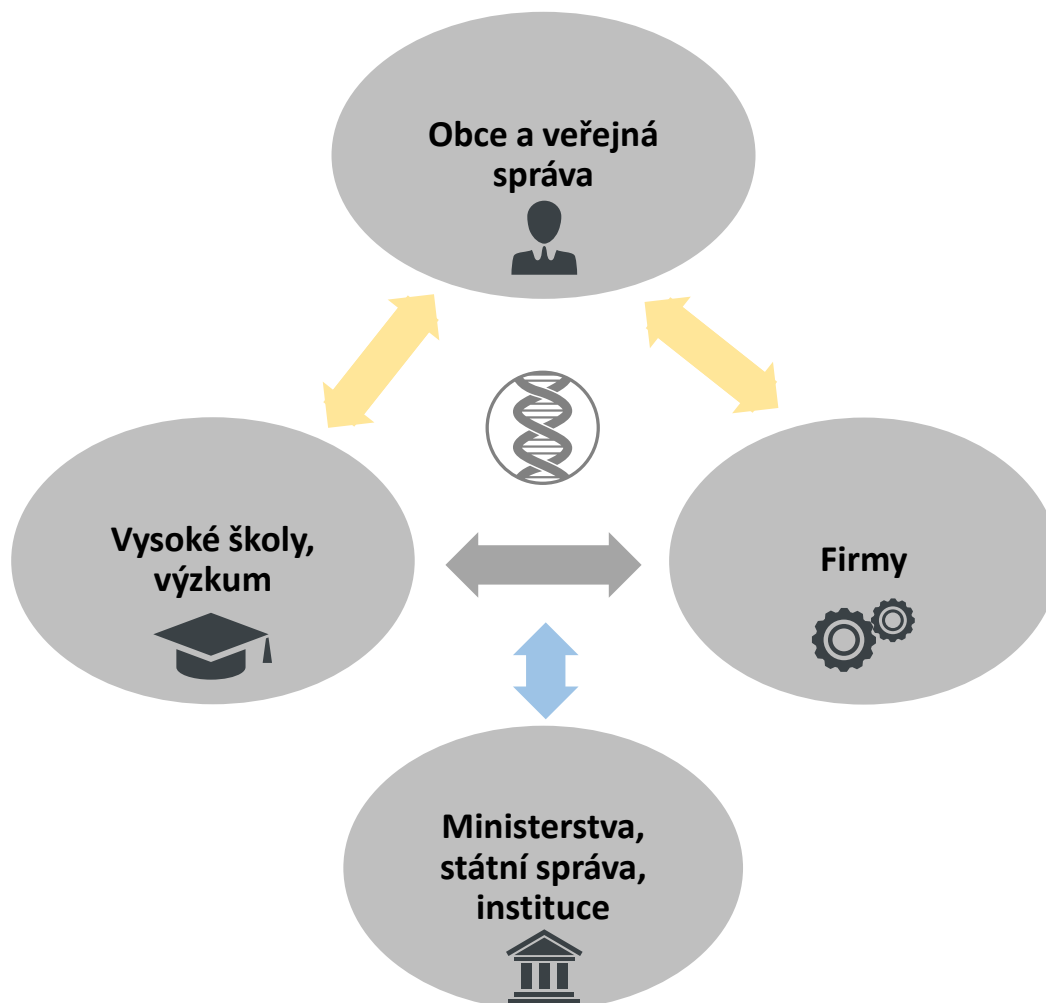 Obce a veřejná
správa
Vysoké školy,
výzkum
Firmy
Ministerstva,
státní správa,
instituce